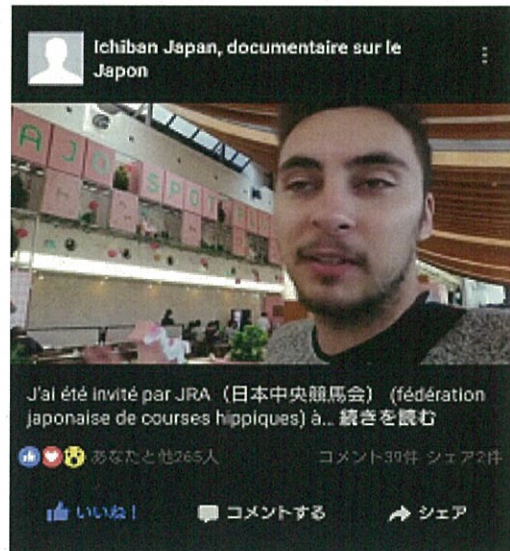 Ichiban Japan, documentaire sur le
Japon
AJO SPOT
J'ai été invité par JRA（日本中央競馬会）(fédération
japonaise de courses hippiques) à... 続きを読む
あなたと他265人
コメント39件 シェア2件
いいね！
コメントする
シェア